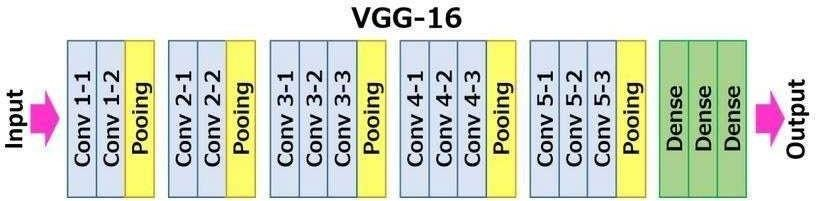 VGG-16
Input
Conv 1-1
Conv 1-2
Pooing
Conv 2-1
Conv 2-2
Pooing
Conv 3-1
Conv 3-2
Conv 3-3
Pooing
Conv 4-1
Conv 4-2
Conv 4-3
Pooing
Conv 5-1
Conv 5-2
Conv 5-3
Pooing
Dense
Dense
Dense
Output